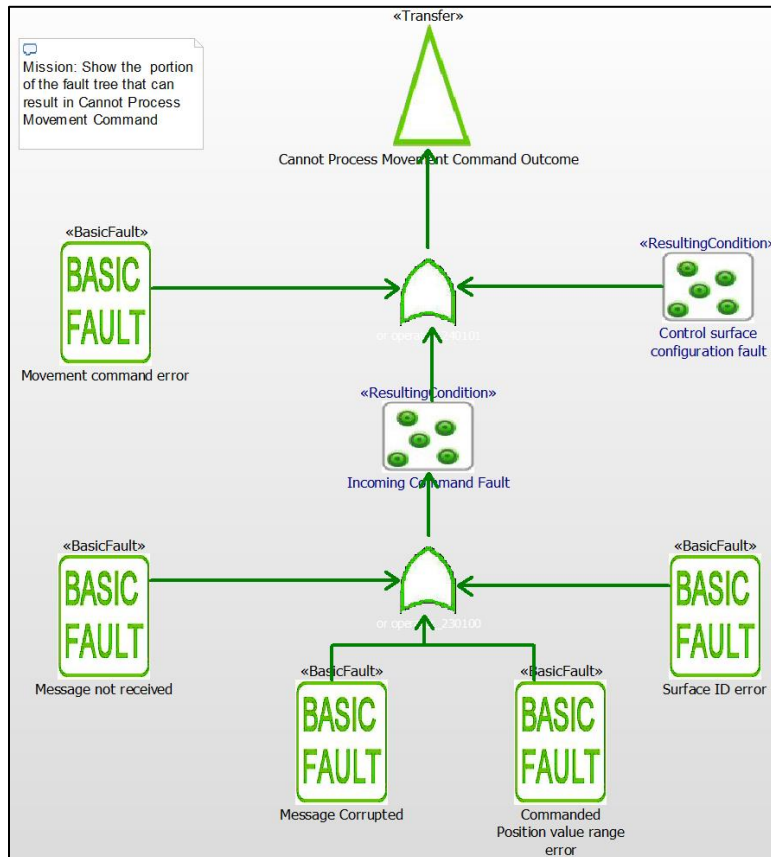 «Transfer»
Mission: Show the portion
of the fault tree that can
result in Cannot Process
Movement Command
Cannot Process Movement Command Outcome
«BasicFault»
BASIC
FAULT
Movement command error
«ResultingCondition»
Control surface
configuration fault
«ResultingCondition»
Incoming Command Fault
«BasicFault»
BASIC
FAULT
Message not received
«BasicFault»
BASIC
FAULT
Surface ID error
«BasicFault»
BASIC
FAULT
Message Corrupted
«BasicFault»
BASIC
FAULT
Commanded
Position value range
error